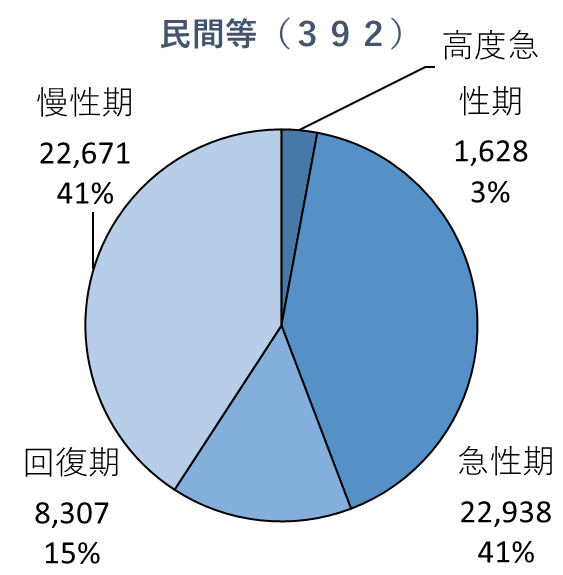 民間等（３９２）
高度急
性期
1,628
3%
慢性期
22,671
41%
回復期
8,307
15%
急性期
22,938
41%